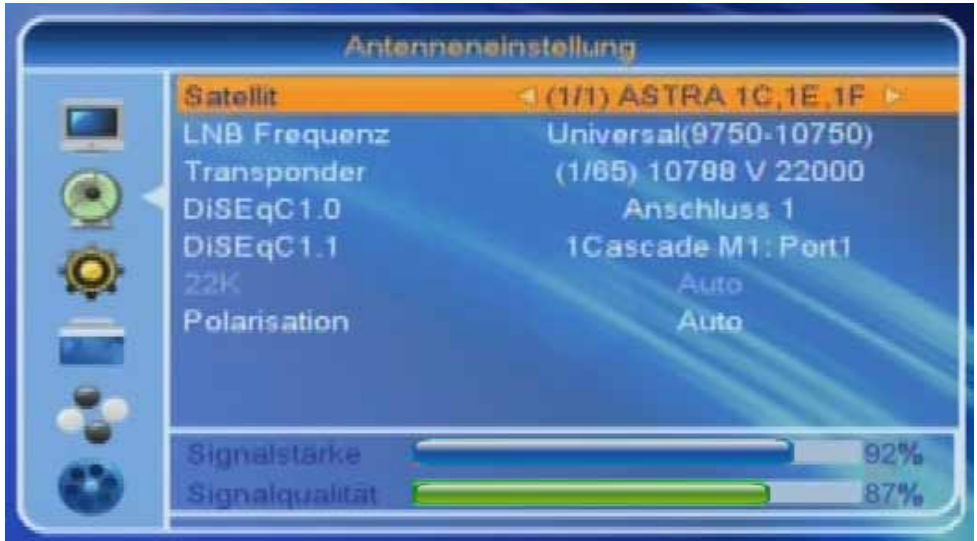 Antenneneinstellung
Satellit (1/1) ASTRA 1C,1E,1F
LNB Frequenz Universal(9750-10750)
Transponder (1/65) 10788 V 22000
DiSEqC1.0 Anschluss 1
DiSEqC1.1 1Cascade M1: Port1
22K Auto
Polarisation Auto
Signalstärke 92%
Signalqualität 87%